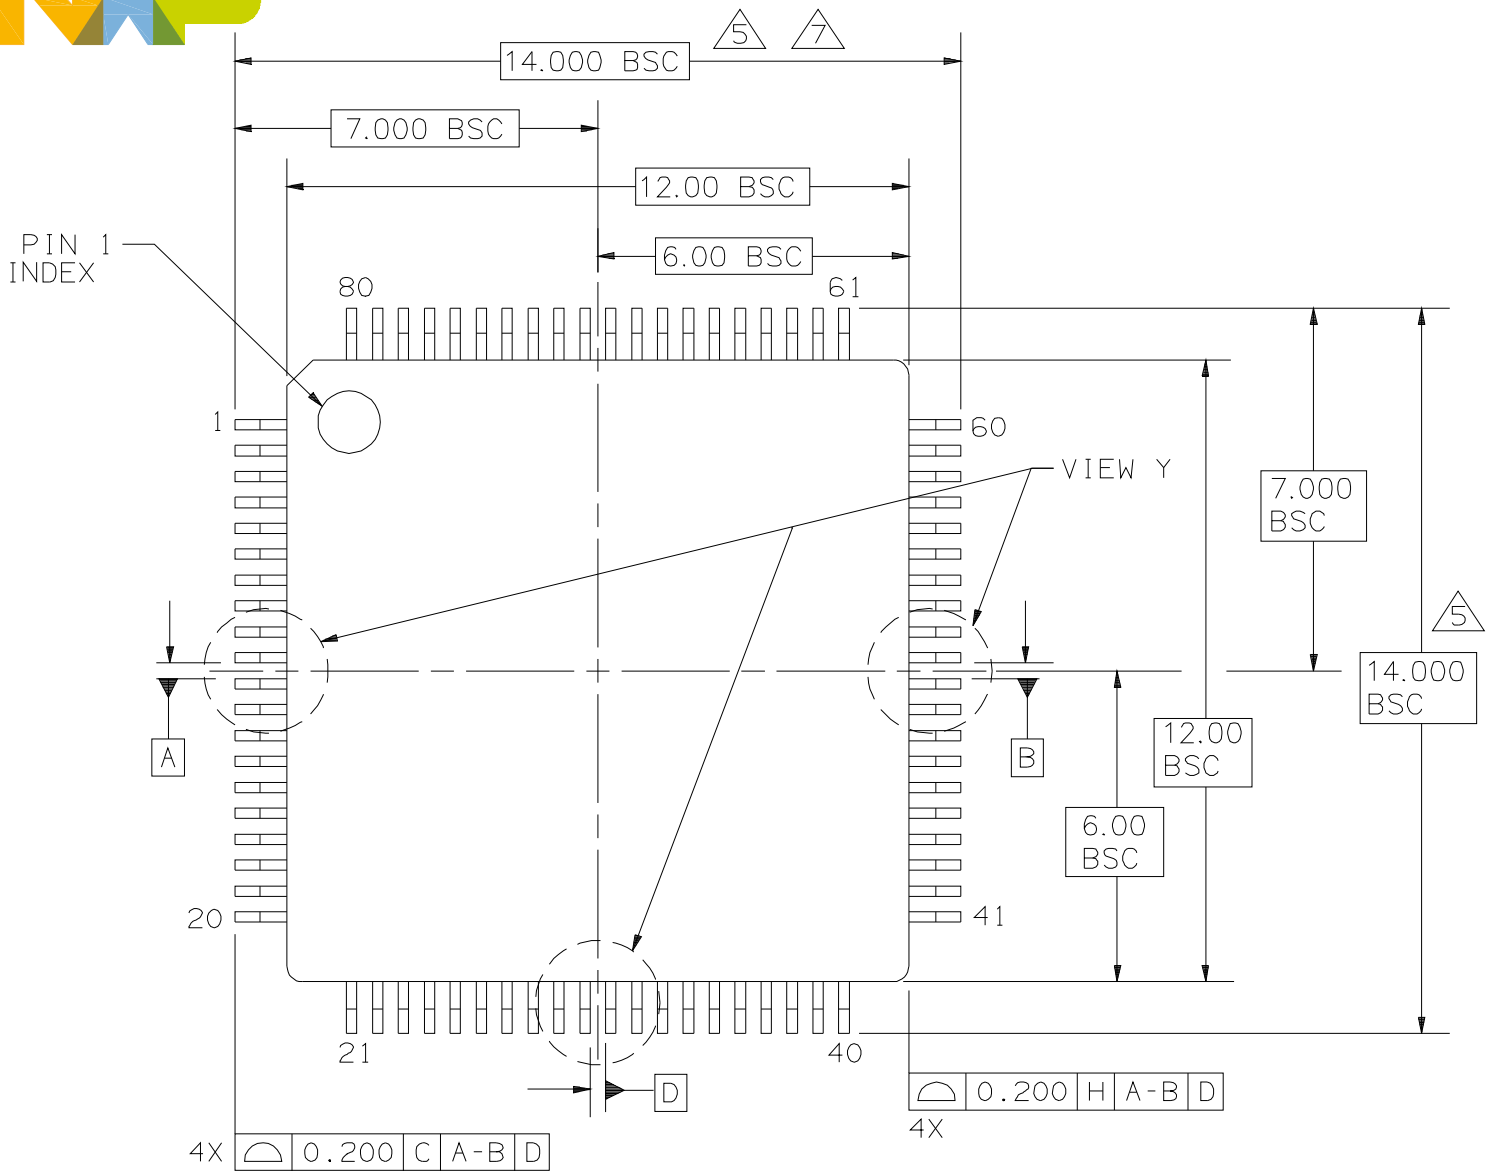 NXP
5
7
14.000 BSC
7.000 BSC
12.00 BSC
6.00 BSC
PIN 1
INDEX
80
61
1
60
VIEW Y
7.000
BSC
5
14.000
BSC
12.00
BSC
A
B
6.00
BSC
20
41
21
40
D
0.200 H A-B D
4X
4X
0.200 C A-B D